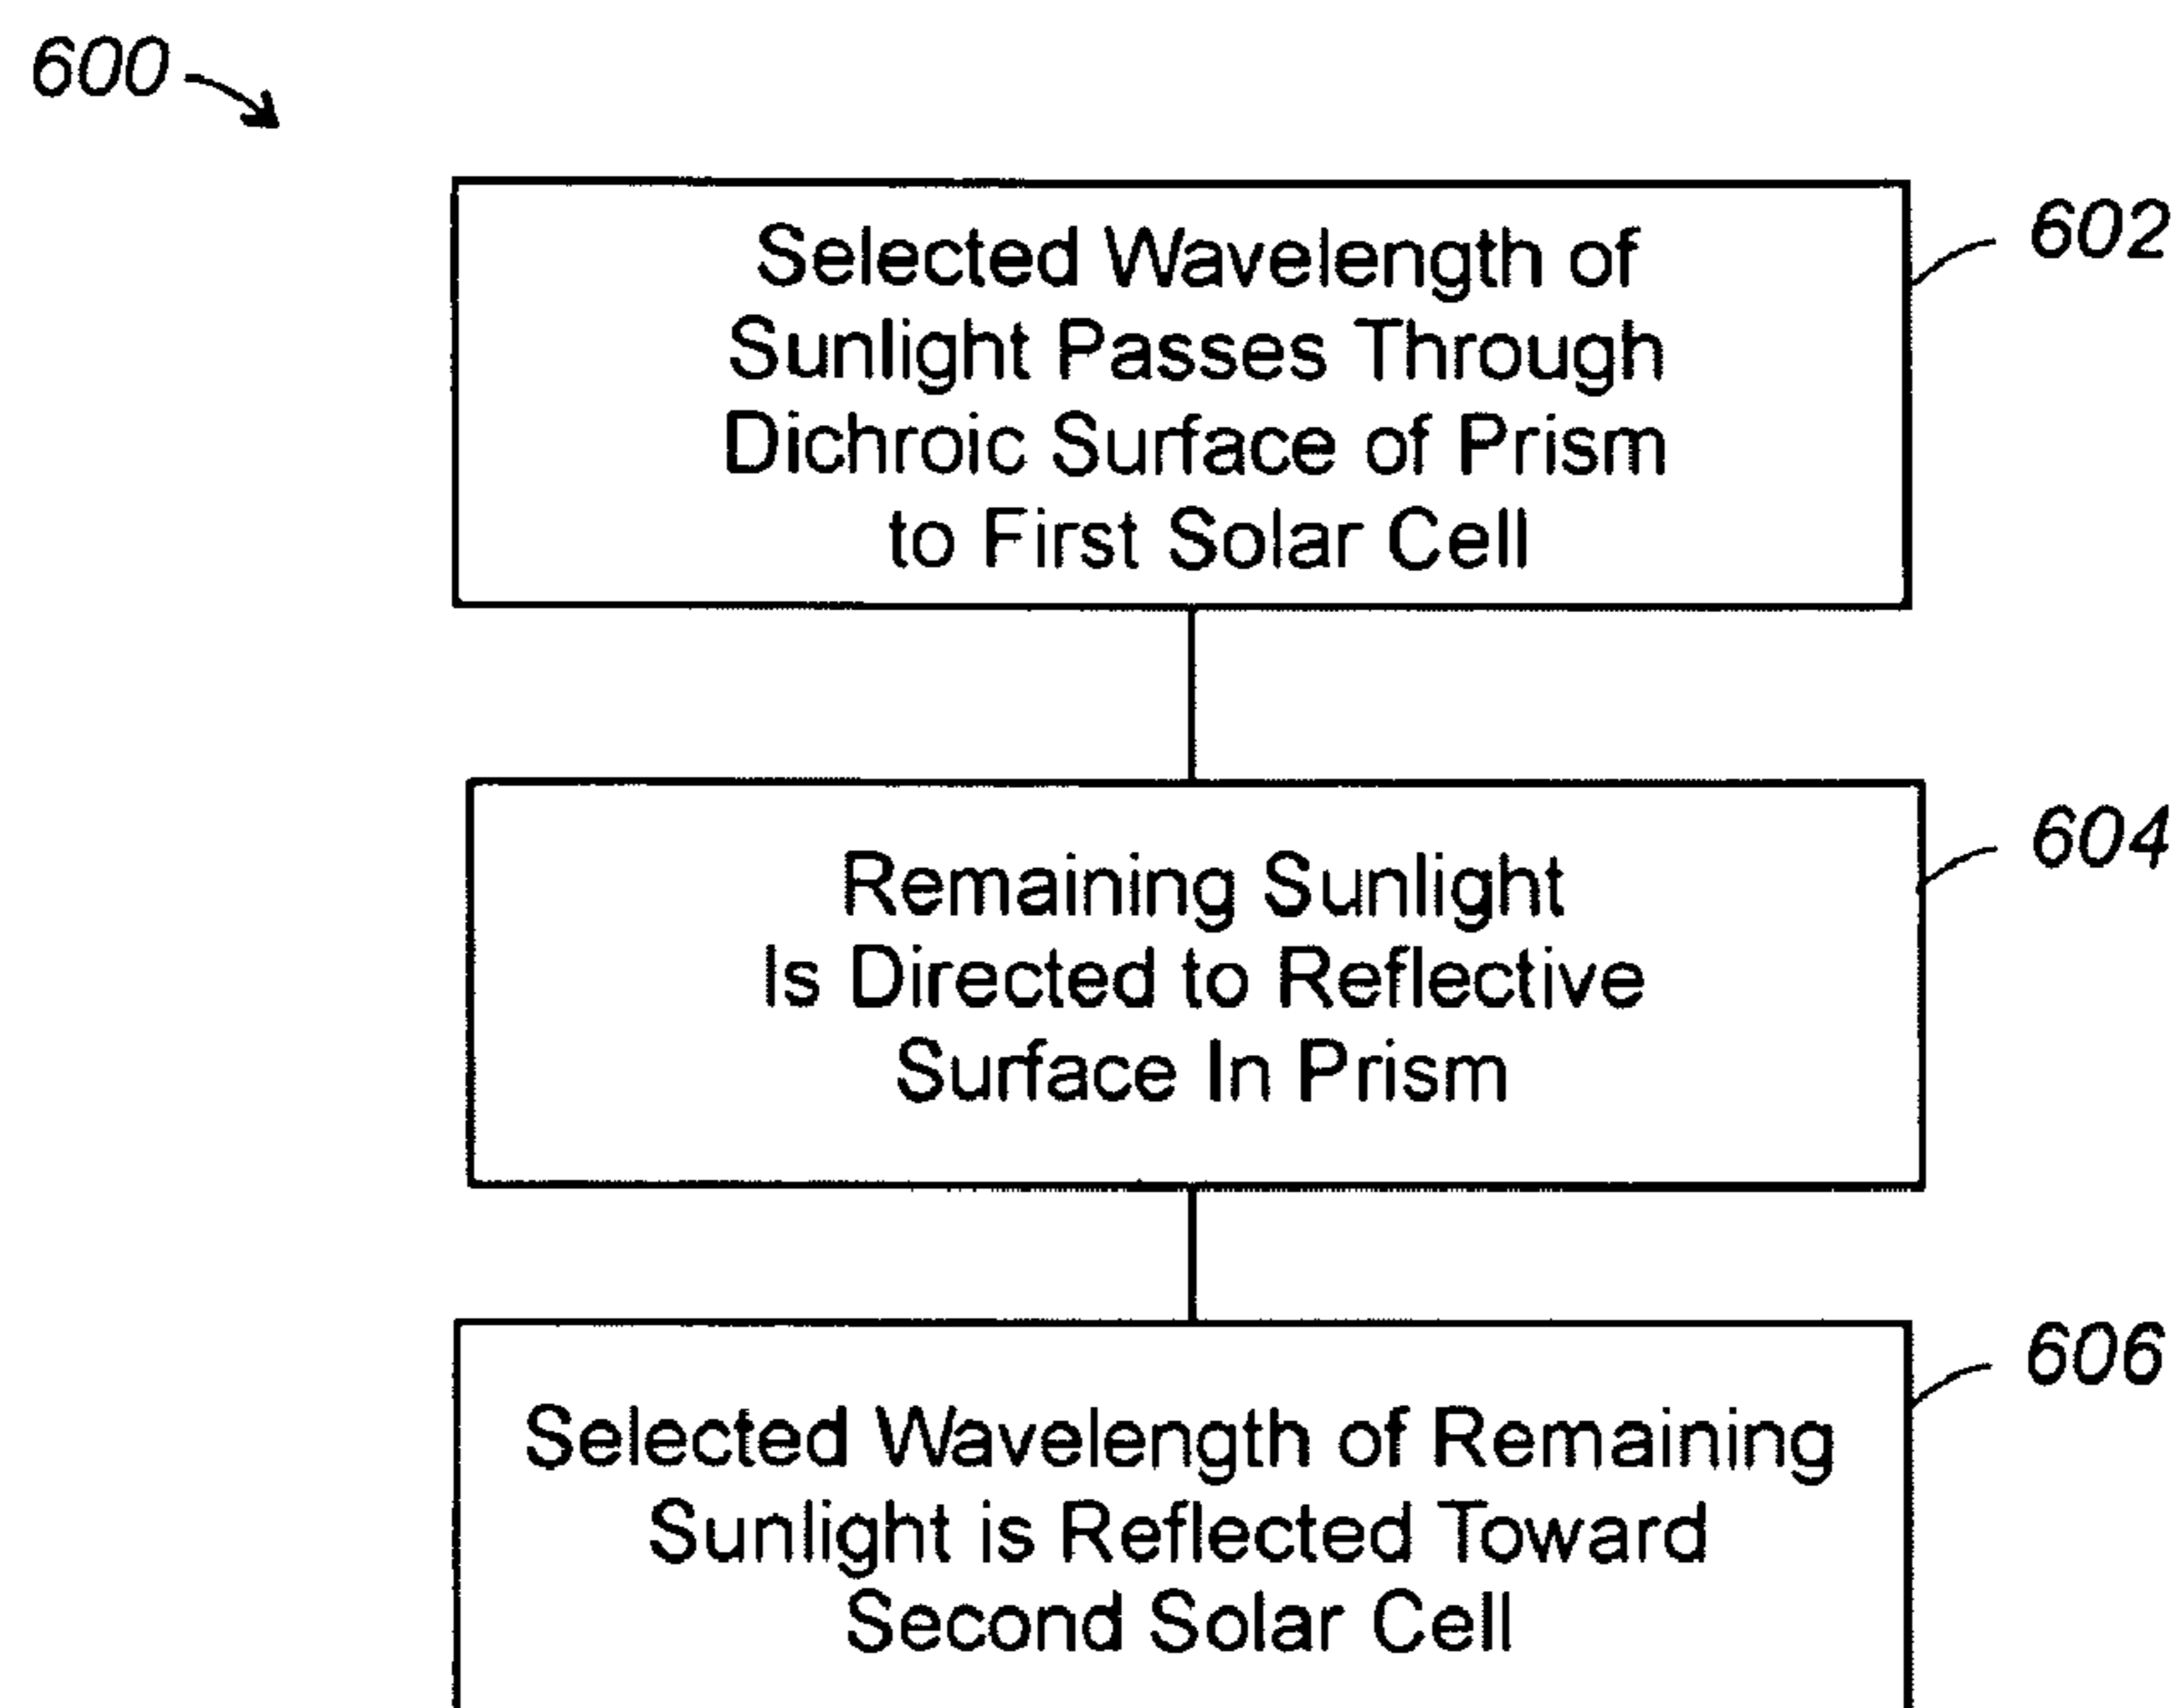 600
602
Selected Wavelength of
Sunlight Passes Through
Dichroic Surface of Prism
to First Solar Cell
604
Remaining Sunlight
Is Directed to Reflective
Surface In Prism
606
Selected Wavelength of Remaining
Sunlight is Reflected Toward
Second Solar Cell